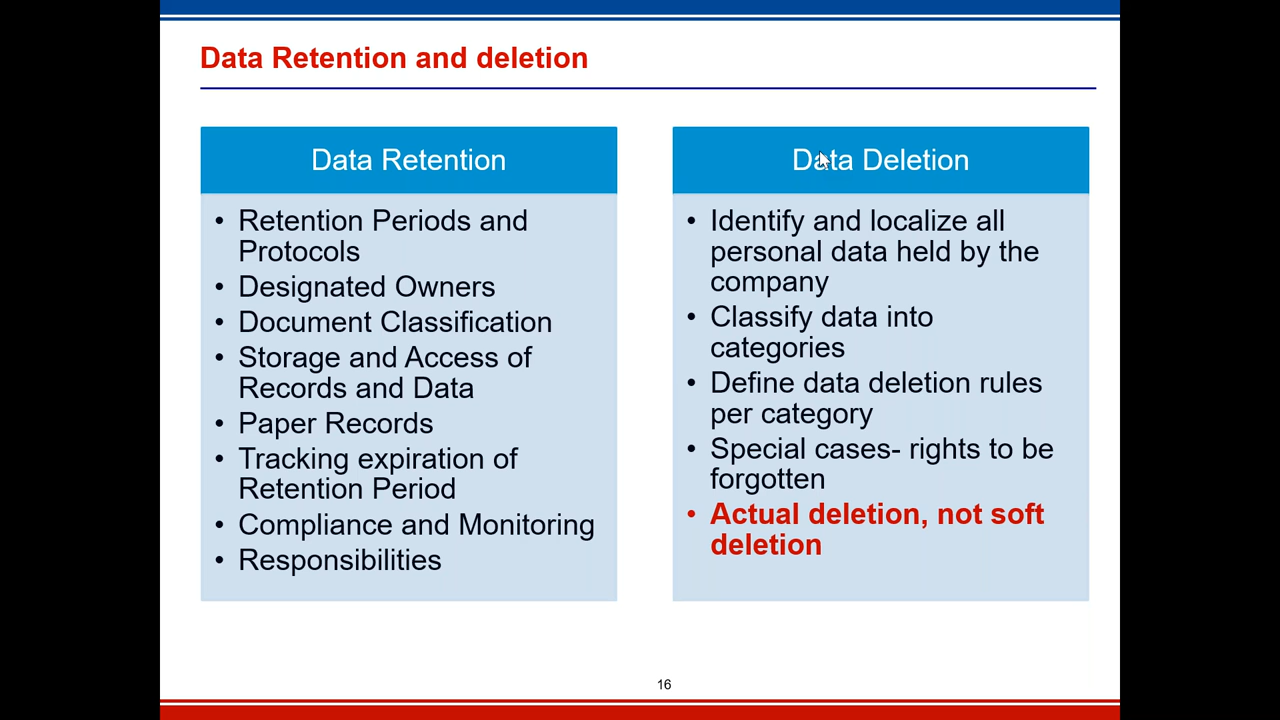 Data Retention and deletion
Data Retention
• Retention Periods and
Protocols
• Designated Owners
• Document Classification
• Storage and Access of
Records and Data
• Paper Records
• Tracking expiration of
Retention Period
• Compliance and Monitoring
• Responsibilities
Data Deletion
• Identify and localize all
personal data held by the
company
• Classify data into
categories
• Define data deletion rules
per category
• Special cases- rights to be
forgotten
• Actual deletion, not soft
deletion
16